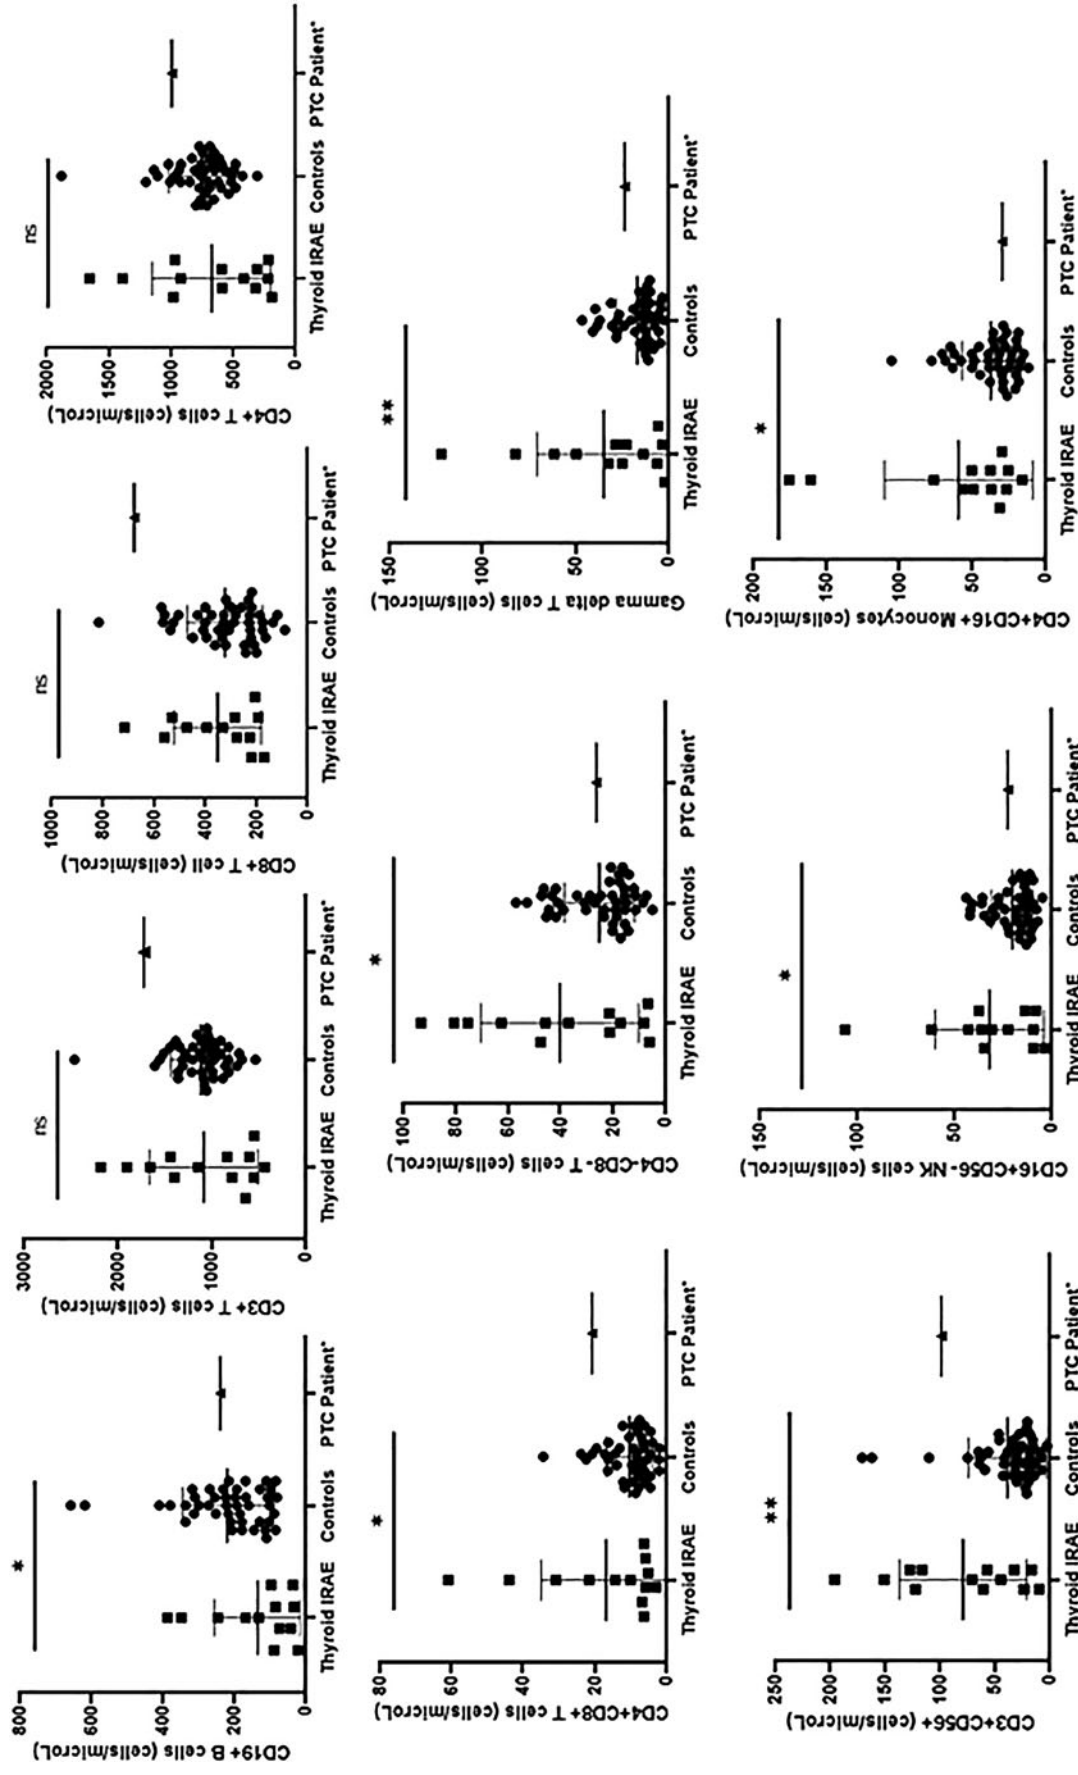 CD19+ B cells (cells/microL)
800
600
400
200
0
*
Thyroid IRAE Controls PTC Patient*
CD3+ T cells (cells/microL)
3000
2000
1000
0
ns
Thyroid IRAE Controls PTC Patient*
CD8+ T cell (cells/microL)
1000
800
600
400
200
0
ns
Thyroid IRAE Controls PTC Patient*
CD4+ T cells (cells/microL)
2000
1500
1000
500
0
ns
Thyroid IRAE Controls PTC Patient*
CD4+CD8+ T cells (cells/microL)
80
60
40
20
0
*
Thyroid IRAE Controls PTC Patient*
CD4-CD8- T cells (cells/microL)
100
80
60
40
20
0
*
Thyroid IRAE Controls PTC Patient*
Gamma delta T cells (cells/microL)
150
100
50
0
**
Thyroid IRAE Controls PTC Patient*
CD3+CD56+ (cells/microL)
250
200
150
100
50
0
**
Thyroid IRAE Controls PTC Patient*
CD16+CD56- NK cells (cells/microL)
150
100
50
0
*
Thyroid IRAE Controls PTC Patient*
CD4+CD16+ Monocytes (cells/microL)
200
150
100
50
0
*
Thyroid IRAE Controls PTC Patient*